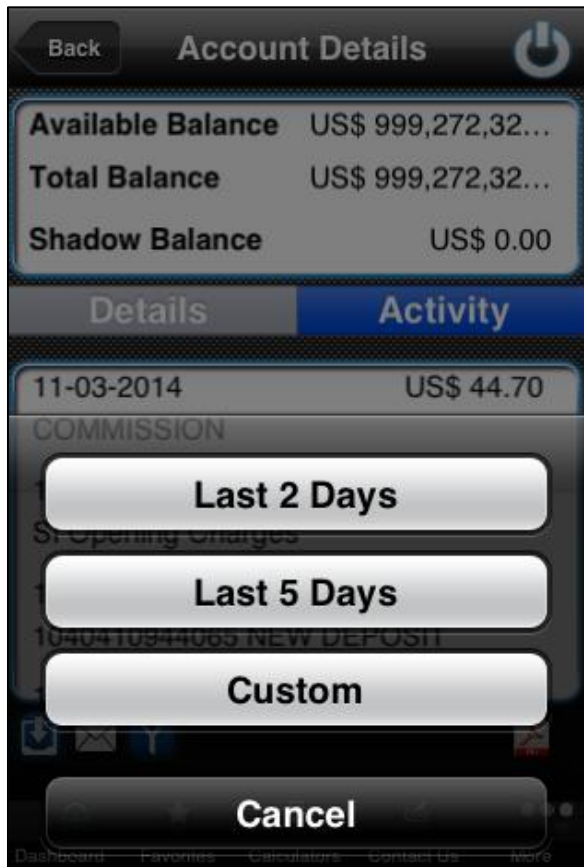 Back Account Details
Available Balance US$ 999,272,32...
Total Balance US$ 999,272,32...
Shadow Balance US$ 0.00
Details Activity
11-03-2014 US$ 44.70
COMMISSION
Last 2 Days
SI Opening Charges
Last 5 Days
1040410944065 NEW DEPOSIT
Custom
Cancel
Dashboard Favorites Calculators Contact Us More